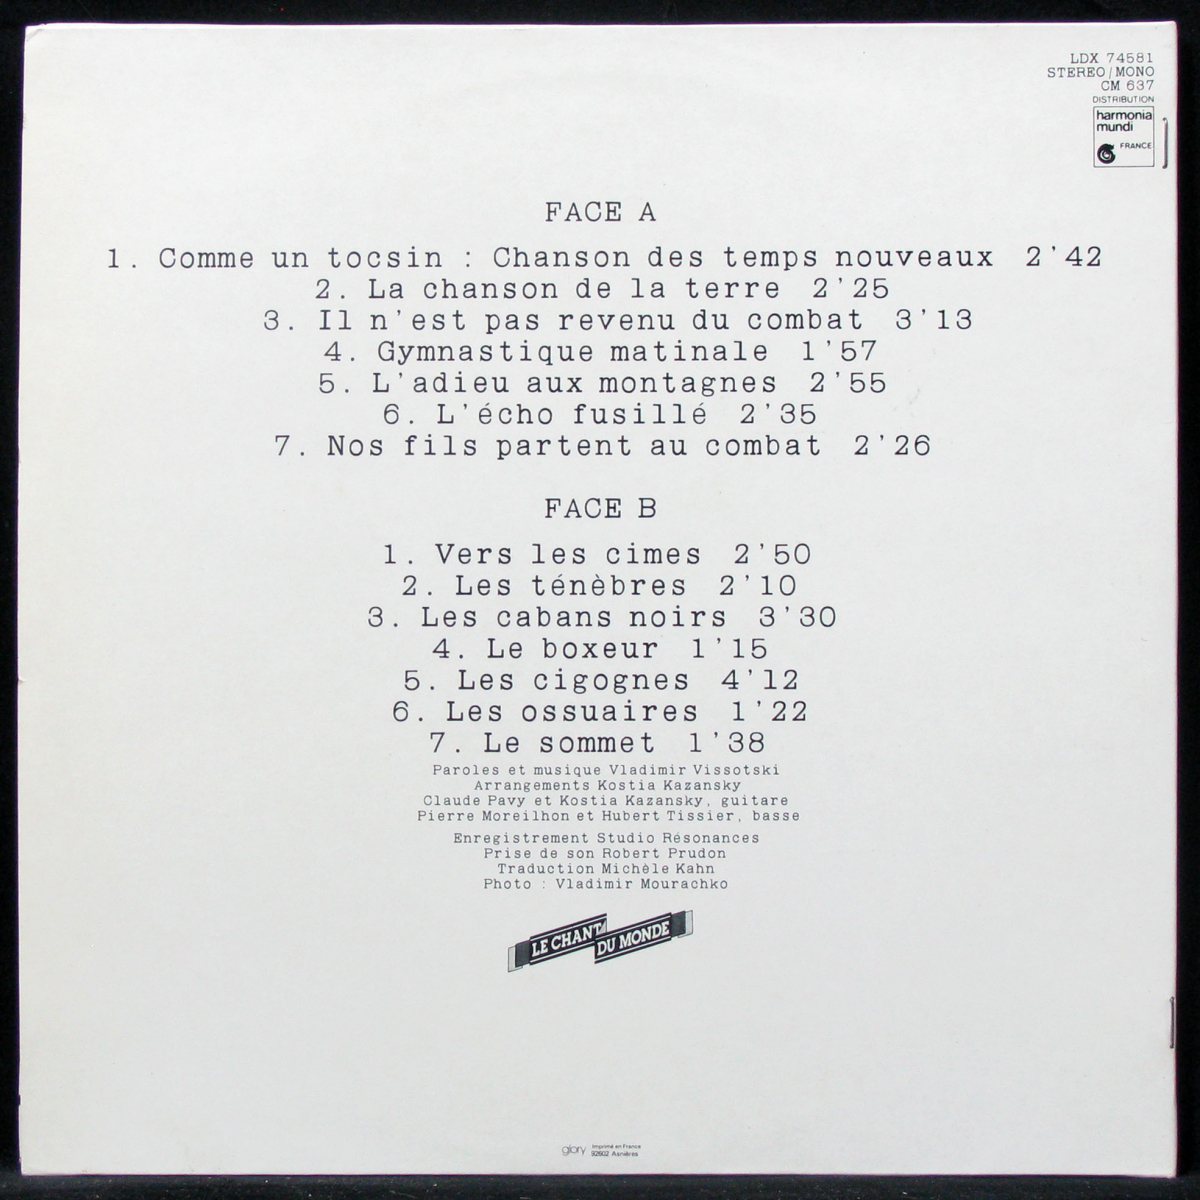 LDX 74581
STEREO/MONO
CM 637
DISTRIBUTION
harmonia
mundi
FRANCE
FACE A
1. Comme un tocsin : Chanson des temps nouveaux 2'42
2. La chanson de la terre 2'25
3. Il n'est pas revenu du combat 3'13
4. Gymnastique matinale 1'57
5. L'adieu aux montagnes 2'55
6. L'écho fusillé 2'35
7. Nos fils partent au combat 2'26
FACE B
1. Vers les cimes 2'50
2. Les ténèbres 2'10
3. Les cabans noirs 3'30
4. Le boxeur 1'15
5. Les cigognes 4'12
6. Les ossuaires 1'22
7. Le sommet 1'38
Paroles et musique Vladimir Vissotski
Arrangements Kostia Kazansky
Claude Pavy et Kostia Kazansky, guitare
Pierre Moreilhon et Hubert Tissier, basse
Enregistrement Studio Résonances
Prise de son Robert Prudon
Traduction Michèle Kahn
Photo : Vladimir Mourachko
LE CHANT
DU MONDE
glory
Imprimé en France
92602 Asnières